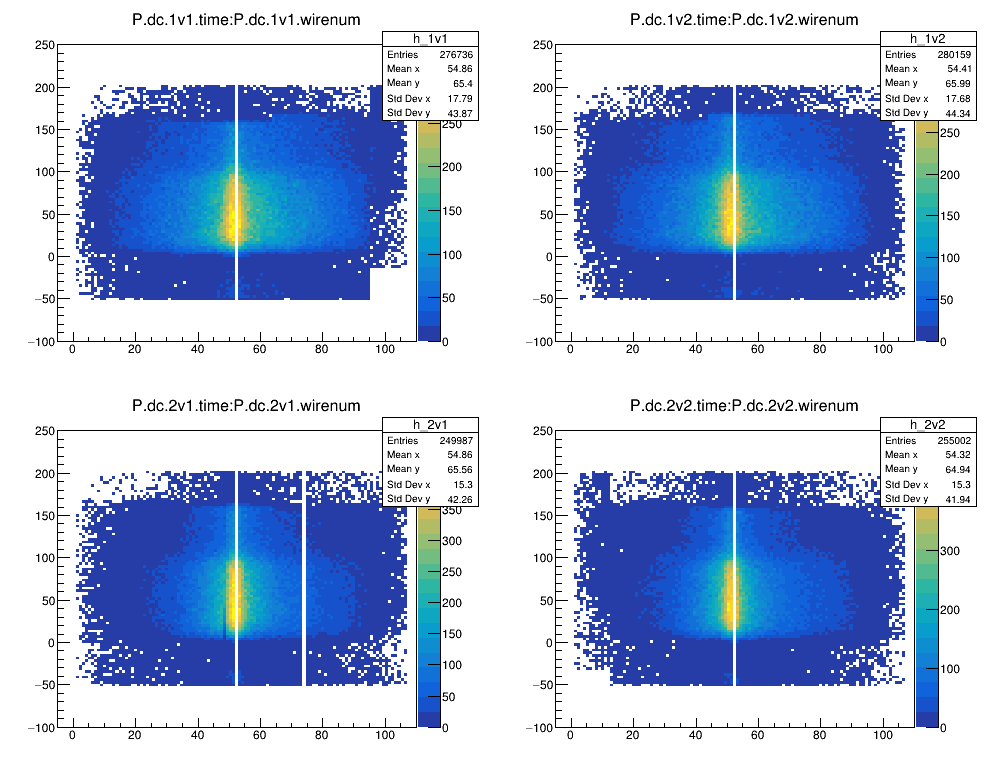 P.dc.1v1.time:P.dc.1v1.wirenum
h_1v1
Entries 276736
Mean x 54.86
Mean y 65.4
Std Dev x 17.79
Std Dev y 43.87
250
200
150
100
50
0
−50
−100
0 20 40 60 80 100
250
200
150
100
50
0
P.dc.1v2.time:P.dc.1v2.wirenum
h_1v2
Entries 280159
Mean x 54.41
Mean y 65.99
Std Dev x 17.68
Std Dev y 44.34
250
200
150
100
50
0
−50
−100
0 20 40 60 80 100
250
200
150
100
50
0
P.dc.2v1.time:P.dc.2v1.wirenum
h_2v1
Entries 249987
Mean x 54.86
Mean y 65.56
Std Dev x 15.3
Std Dev y 42.26
250
200
150
100
50
0
−50
−100
0 20 40 60 80 100
350
300
250
200
150
100
50
0
P.dc.2v2.time:P.dc.2v2.wirenum
h_2v2
Entries 255002
Mean x 54.32
Mean y 64.94
Std Dev x 15.3
Std Dev y 41.94
250
200
150
100
50
0
−50
−100
0 20 40 60 80 100
300
200
100
0